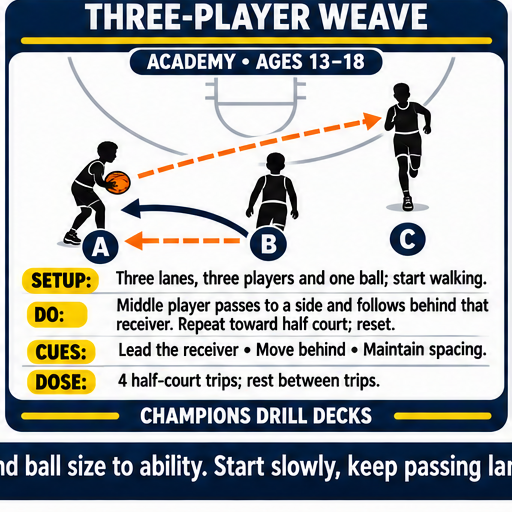 THREE-PLAYER WEAVE
ACADEMY • AGES 13–18
A
B
C
SETUP: Three lanes, three players and one ball; start walking.
DO: Middle player passes to a side and follows behind that
receiver. Repeat toward half court; reset.
CUES: Lead the receiver • Move behind • Maintain spacing.
DOSE: 4 half-court trips; rest between trips.
CHAMPIONS DRILL DECKS
ball size to ability. Start slowly, keep passing